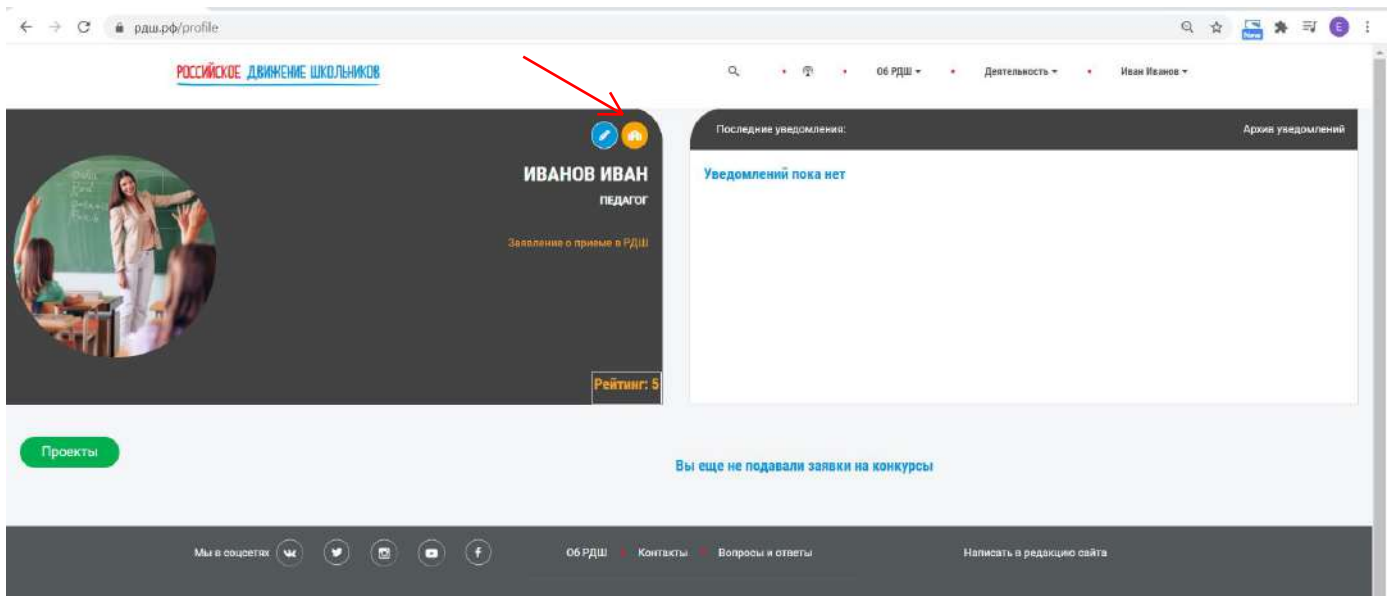 рдш.рф/profile
New
E
РОССИЙСКОЕ ДВИЖЕНИЕ ШКОЛЬНИКОВ
Об РДШ
Деятельность
Иван Иванов
ИВАНОВ ИВАН
ПЕДАГОГ
Заявление о приеме в РДШ
Рейтинг: 5
Последние уведомления:
Архив уведомлений
Уведомлений пока нет
Проекты
Вы еще не подавали заявки на конкурсы
Мы в соцсетях
Об РДШ
Контакты
Вопросы и ответы
Написать в редакцию сайта